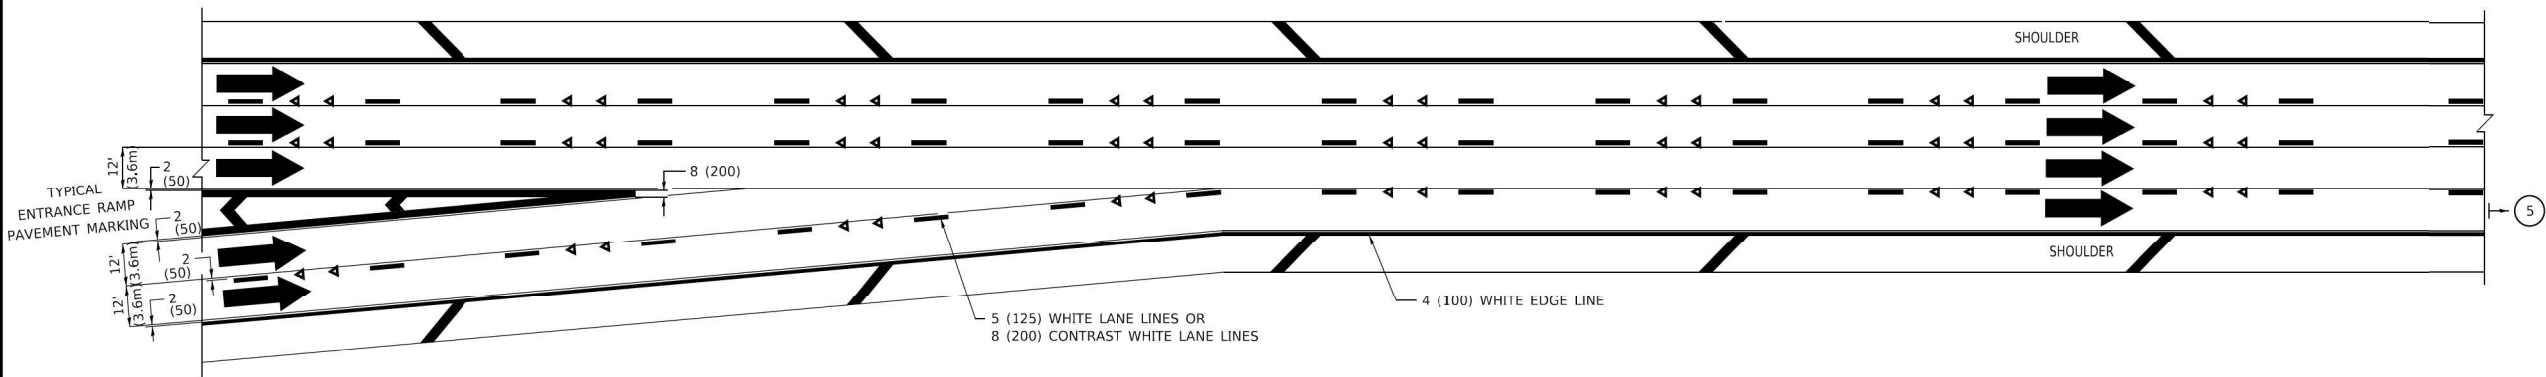 SHOULDER
12'
(3.6m)
2
(50)
8 (200)
TYPICAL
ENTRANCE RAMP
PAVEMENT MARKING
2
(50)
5
12'
(3.6m)
2
(50)
SHOULDER
12'
(3.6m)
2
(50)
4 (100) WHITE EDGE LINE
5 (125) WHITE LANE LINES OR
8 (200) CONTRAST WHITE LANE LINES